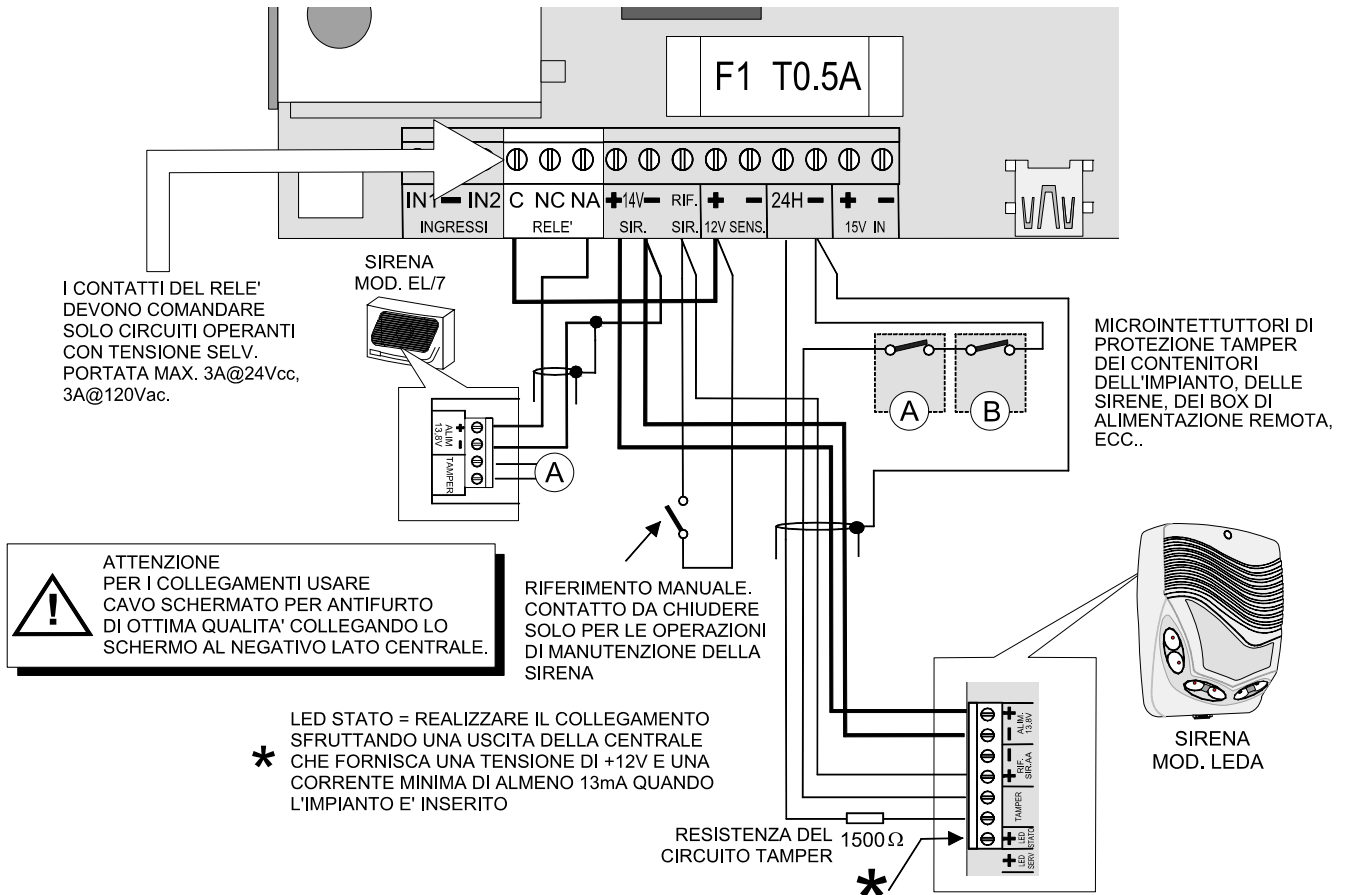 F1 T0.5A
IN1 − IN2 C NC NA + 14V − RIF. + − 24H − + −
INGRESSI RELE' SIR. SIR. 12V SENS. 15V IN
I CONTATTI DEL RELE'
DEVONO COMANDARE
SOLO CIRCUITI OPERANTI
CON TENSIONE SELV.
PORTATA MAX. 3A@24Vcc,
3A@120Vac.
SIRENA
MOD. EL/7
+ −
ALIM
13,8V
TAMPER
A
A
B
MICROINTETTUTTORI DI
PROTEZIONE TAMPER
DEI CONTENITORI
DELL'IMPIANTO, DELLE
SIRENE, DEI BOX DI
ALIMENTAZIONE REMOTA,
ECC..
!
ATTENZIONE
PER I COLLEGAMENTI USARE
CAVO SCHERMATO PER ANTIFURTO
DI OTTIMA QUALITA' COLLEGANDO LO
SCHERMO AL NEGATIVO LATO CENTRALE.
RIFERIMENTO MANUALE.
CONTATTO DA CHIUDERE
SOLO PER LE OPERAZIONI
DI MANUTENZIONE DELLA
SIRENA
* LED STATO = REALIZZARE IL COLLEGAMENTO
SFRUTTANDO UNA USCITA DELLA CENTRALE
CHE FORNISCA UNA TENSIONE DI +12V E UNA
CORRENTE MINIMA DI ALMENO 13mA QUANDO
L'IMPIANTO E' INSERITO
RESISTENZA DEL
CIRCUITO TAMPER
1500Ω
*
+ −
ALIM.
13,8V
− +
RIF.
SIR.AA
TAMPER
+ LED
STATO
+ LED
SERV
SIRENA
MOD. LEDA